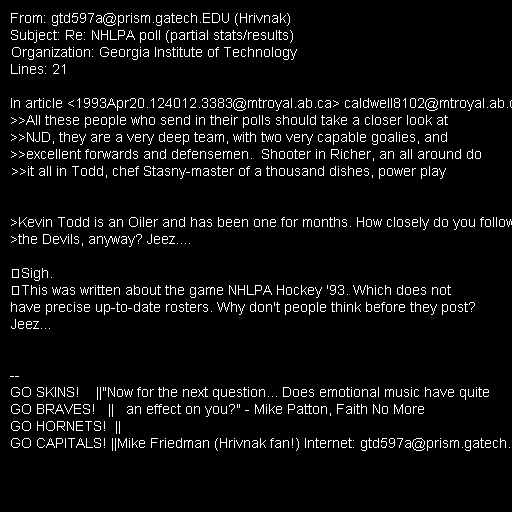 From: gtd597a@prism.gatech.EDU (Hrivnak)
Subject: Re: NHLPA poll (partial stats/results)
Organization: Georgia Institute of Technology
Lines: 21

In article <1993Apr20.124012.3383@mtroyal.ab.ca> caldwell8102@mtroyal.ab.
>>All these people who send in their polls should take a closer look at
>>NJD, they are a very deep team, with two very capable goalies, and
>>excellent forwards and defensemen.  Shooter in Richer, an all around do
>>it all in Todd, chef Stasny-master of a thousand dishes, power play

>Kevin Todd is an Oiler and has been one for months. How closely do you follow
>the Devils, anyway? Jeez....

Sigh.
This was written about the game NHLPA Hockey '93. Which does not
have precise up-to-date rosters. Why don't people think before they post?
Jeez...

--
GO SKINS!    ||"Now for the next question... Does emotional music have quite
GO BRAVES!   ||   an effect on you?" - Mike Patton, Faith No More
GO HORNETS!  ||
GO CAPITALS! ||Mike Friedman (Hrivnak fan!) Internet: gtd597a@prism.gatech.